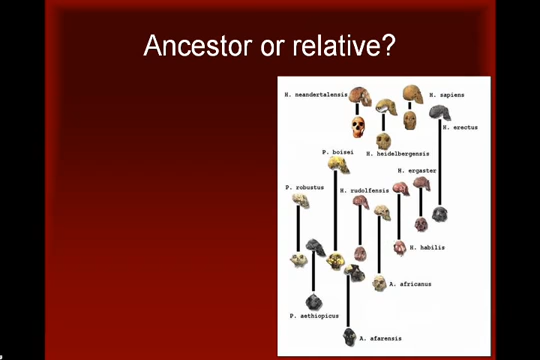 Ancestor or relative?
H. neandertalensis
H. sapiens
H. erectus
P. boisei
H. heidelbergensis
H. ergaster
P. robustus
H. rudolfensis
H. habilis
A. africanus
P. aethiopicus
A. afarensis